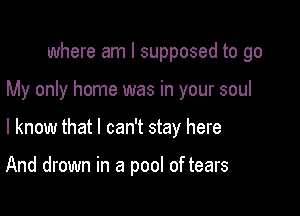 where am I supposed to go
My only home was in your soul
I know that I can't stay here
And drown in a pool of tears